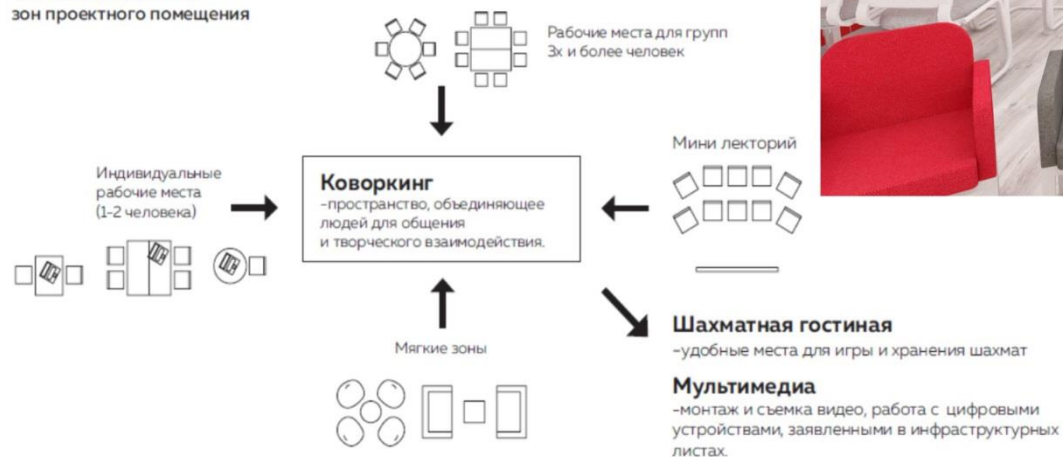 зон проектного помещения
Рабочие места для групп
3х и более человек
Мини лекторий
Индивидуальные
рабочие места
(1-2 человека)
Коворкинг
-пространство, объединяющее
людей для общения
и творческого взаимодействия.
Мягкие зоны
Шахматная гостиная
-удобные места для игры и хранения шахмат
Мультимедиа
-монтаж и съемка видео, работа с цифровыми
устройствами, заявленными в инфраструктурных
листах.